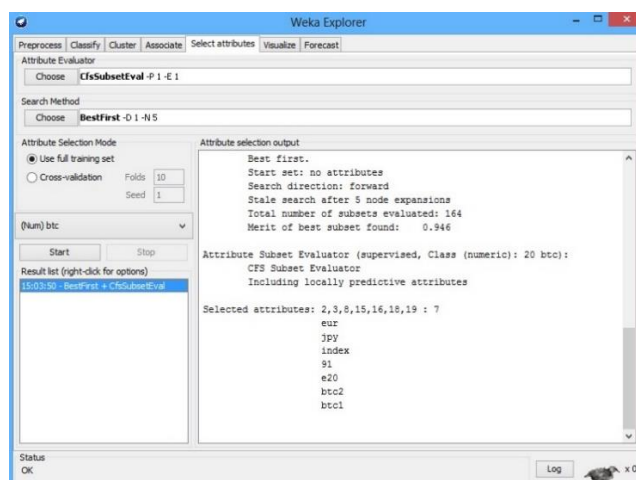 Weka Explorer
Preprocess Classify Cluster Associate Select attributes Visualize Forecast
Attribute Evaluator
Choose CfsSubsetEval -P 1 -E 1
Search Method
Choose BestFirst -D 1 -N 5
Attribute Selection Mode
Use full training set
Cross-validation Folds 10
Seed 1
(Num) btc
Start Stop
Result list (right-click for options)
15:03:50 - BestFirst + CfsSubsetEval
Attribute selection output
Best first.
Start set: no attributes
Search direction: forward
Stale search after 5 node expansions
Total number of subsets evaluated: 164
Merit of best subset found: 0.946
Attribute Subset Evaluator (supervised, Class (numeric): 20 btc):
CFS Subset Evaluator
Including locally predictive attributes
Selected attributes: 2,3,8,15,16,18,19 : 7
eur
jpy
index
91
e20
btc2
btc1
Status
OK
Log
x 0